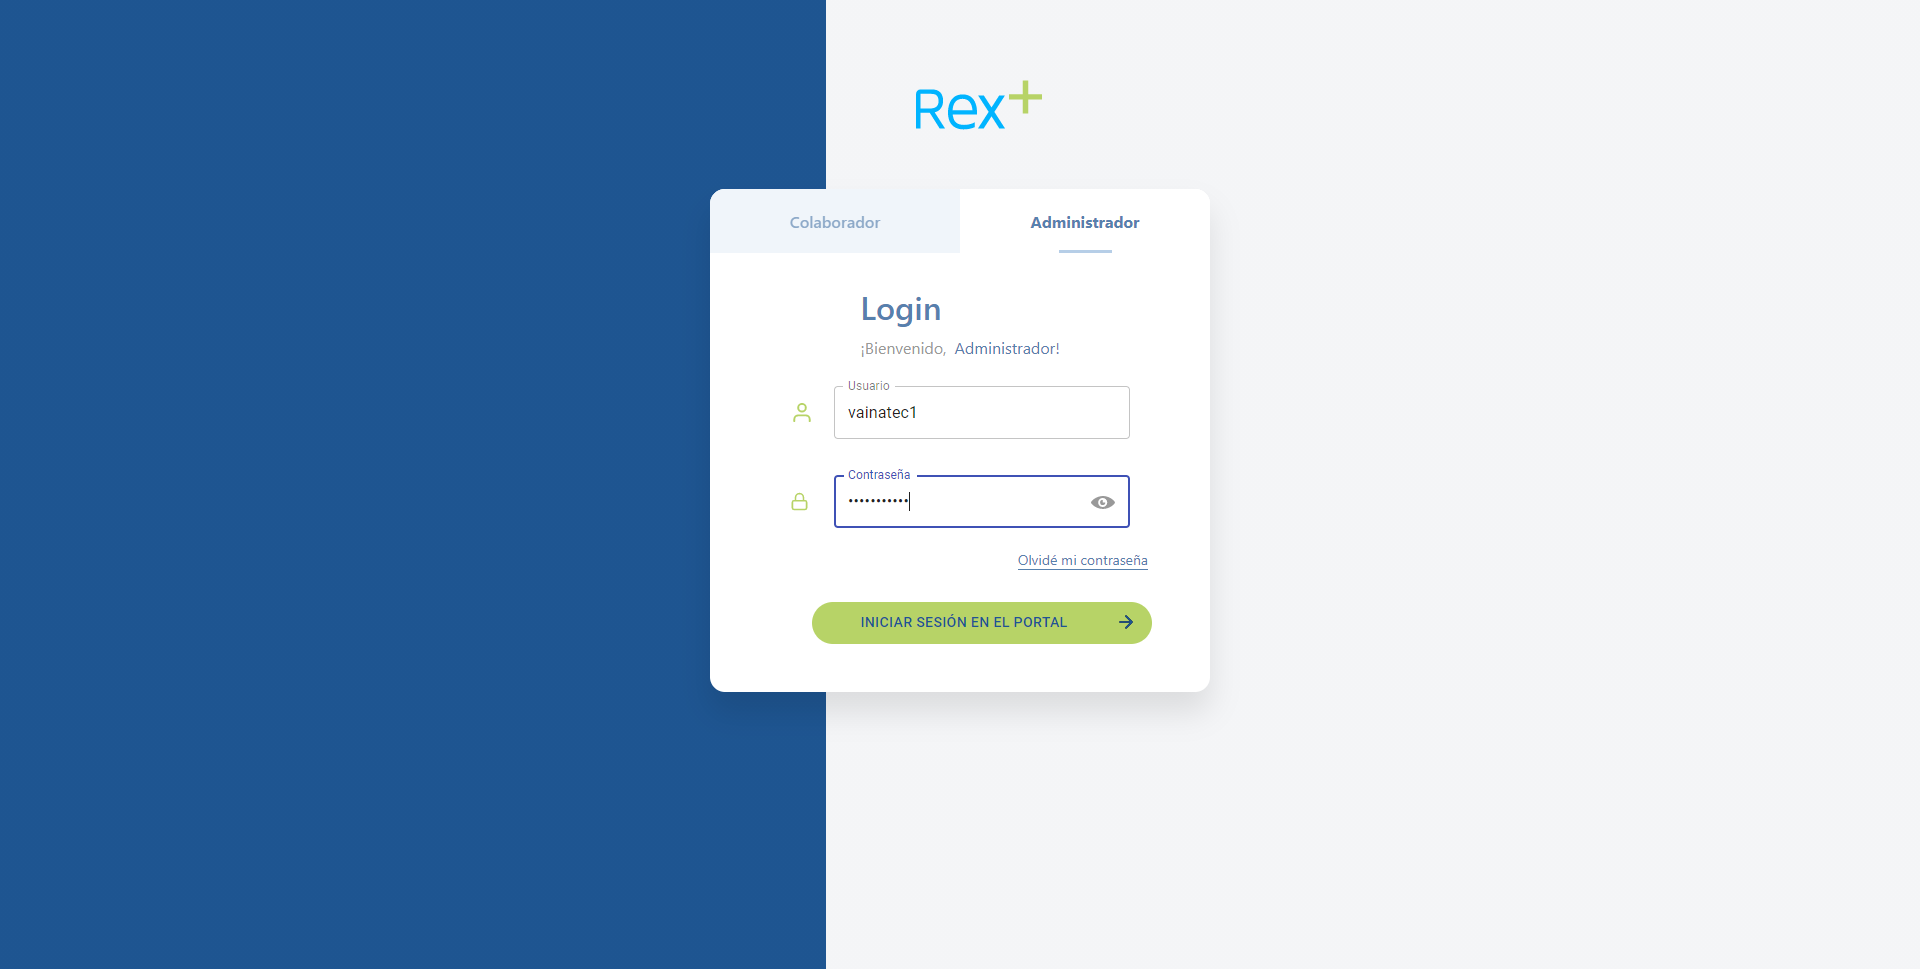 Rex+
Colaborador
Administrador
Login
¡Bienvenido, Administrador!
Usuario
vainatec1
Contraseña
•••••••••••
Olvidé mi contraseña
INICIAR SESIÓN EN EL PORTAL